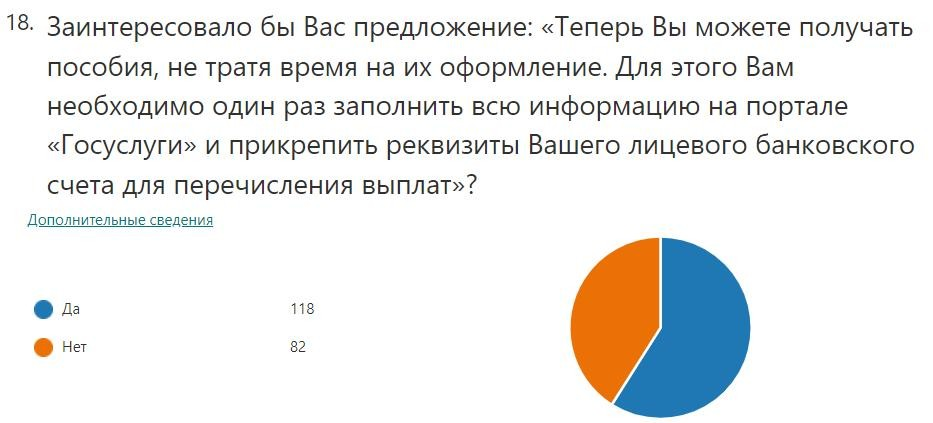 18. Заинтересовало бы Вас предложение: «Теперь Вы можете получать
пособия, не тратя время на их оформление. Для этого Вам
необходимо один раз заполнить всю информацию на портале
«Госуслуги» и прикрепить реквизиты Вашего лицевого банковского
счета для перечисления выплат»?
Дополнительные сведения
Да 118
Нет 82